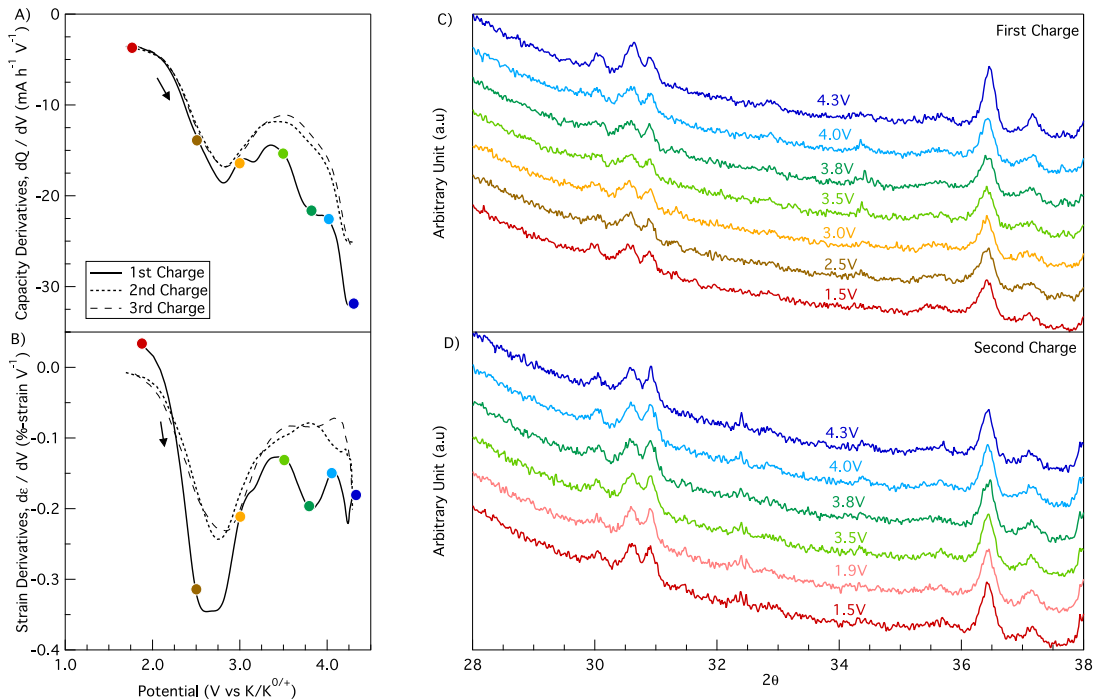 A)
Capacity Derivatives, dQ / dV (mA h⁻¹ V⁻¹)
0
-10
-20
-30
1st Charge
2nd Charge
3rd Charge
B)
Strain Derivatives, dε / dV (%-strain V⁻¹)
0.0
-0.1
-0.2
-0.3
-0.4
1.0 2.0 3.0 4.0
Potential (V vs K/K⁰/⁺)
C)
First Charge
Arbitrary Unit (a.u)
4.3V
4.0V
3.8V
3.5V
3.0V
2.5V
1.5V
D)
Second Charge
Arbitrary Unit (a.u)
4.3V
4.0V
3.8V
3.5V
1.9V
1.5V
28 30 32 34 36 38
2θ